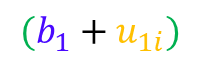 (b₁ + u₁ᵢ)